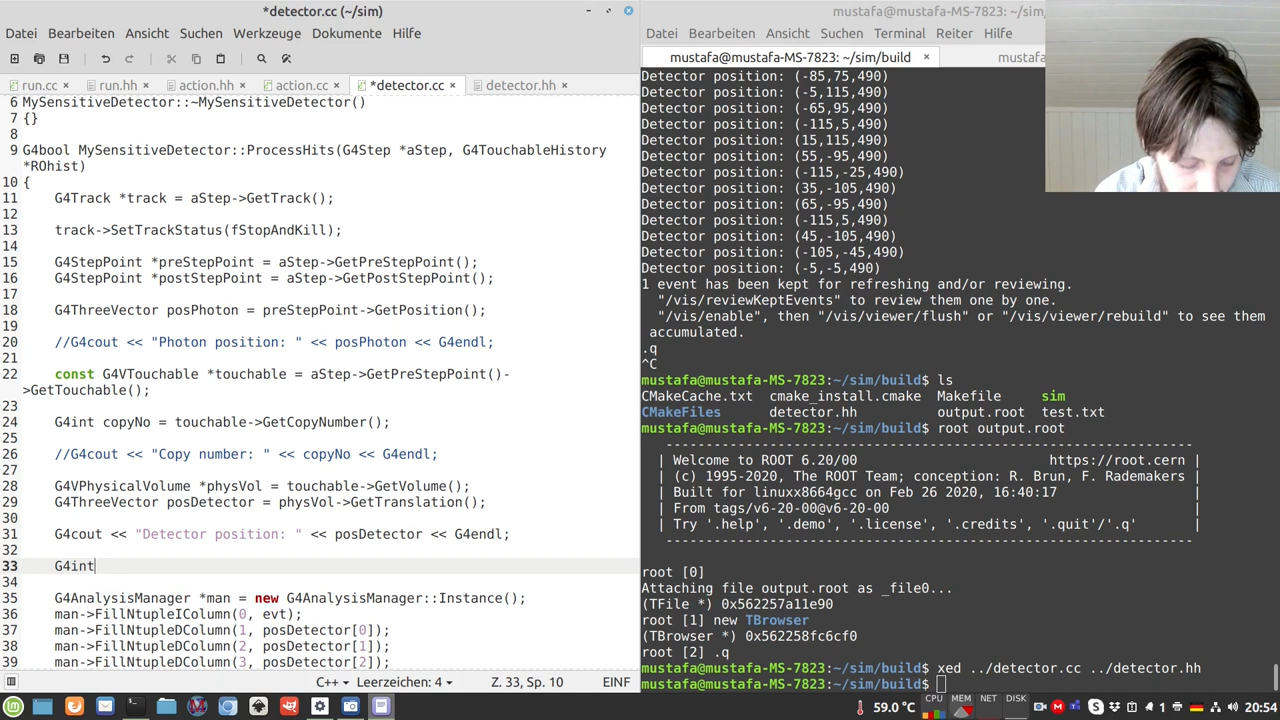 *detector.cc (~/sim)
Datei Bearbeiten Ansicht Suchen Werkzeuge Dokumente Hilfe
run.cc × run.hh × action.hh × action.cc × *detector.cc × detector.hh ×
6 MySensitiveDetector::~MySensitiveDetector()
7 {}
8
9 G4bool MySensitiveDetector::ProcessHits(G4Step *aStep, G4TouchableHistory
*ROhist)
10 {
11 G4Track *track = aStep->GetTrack();
12
13 track->SetTrackStatus(fStopAndKill);
14
15 G4StepPoint *preStepPoint = aStep->GetPreStepPoint();
16 G4StepPoint *postStepPoint = aStep->GetPostStepPoint();
17
18 G4ThreeVector posPhoton = preStepPoint->GetPosition();
19
20 //G4cout << "Photon position: " << posPhoton << G4endl;
21
22 const G4VTouchable *touchable = aStep->GetPreStepPoint()-
>GetTouchable();
23
24 G4int copyNo = touchable->GetCopyNumber();
25
26 //G4cout << "Copy number: " << copyNo << G4endl;
27
28 G4VPhysicalVolume *physVol = touchable->GetVolume();
29 G4ThreeVector posDetector = physVol->GetTranslation();
30
31 G4cout << "Detector position: " << posDetector << G4endl;
32
33 G4int
34
35 G4AnalysisManager *man = new G4AnalysisManager::Instance();
36 man->FillNtupleIColumn(0, evt);
37 man->FillNtupleDColumn(1, posDetector[0]);
38 man->FillNtupleDColumn(2, posDetector[1]);
39 man->FillNtupleDColumn(3, posDetector[2]);
C++ Leerzeichen: 4 Z. 33, Sp. 10 EINF
mustafa@mustafa-MS-7823: ~/sim/
Datei Bearbeiten Ansicht Suchen Terminal Reiter Hilfe
mustafa@mustafa-MS-7823: ~/sim/build × mustafa
Detector position: (-85,75,490)
Detector position: (-5,115,490)
Detector position: (-65,95,490)
Detector position: (-115,5,490)
Detector position: (15,115,490)
Detector position: (55,-95,490)
Detector position: (-115,-25,490)
Detector position: (35,-105,490)
Detector position: (65,-95,490)
Detector position: (-115,5,490)
Detector position: (45,-105,490)
Detector position: (-105,-45,490)
Detector position: (-5,-5,490)
1 event has been kept for refreshing and/or reviewing.
"/vis/reviewKeptEvents" to review them one by one.
"/vis/enable", then "/vis/viewer/flush" or "/vis/viewer/rebuild" to see them
accumulated.
.q
^C
mustafa@mustafa-MS-7823:~/sim/build$ ls
CMakeCache.txt cmake_install.cmake Makefile sim
CMakeFiles detector.hh output.root test.txt
mustafa@mustafa-MS-7823:~/sim/build$ root output.root
------------------------------------------------------------------
| Welcome to ROOT 6.20/00 https://root.cern |
| (c) 1995-2020, The ROOT Team; conception: R. Brun, F. Rademakers |
| Built for linuxx8664gcc on Feb 26 2020, 16:40:17 |
| From tags/v6-20-00@v6-20-00 |
| Try '.help', '.demo', '.license', '.credits', '.quit'/'.q' |
------------------------------------------------------------------
root [0]
Attaching file output.root as _file0...
(TFile *) 0x562257a11e90
root [1] new TBrowser
(TBrowser *) 0x562258fc6cf0
root [2] .q
mustafa@mustafa-MS-7823:~/sim/build$ xed ../detector.cc ../detector.hh
mustafa@mustafa-MS-7823:~/sim/build$
59.0°C CPU MEM NET DISK 20:54